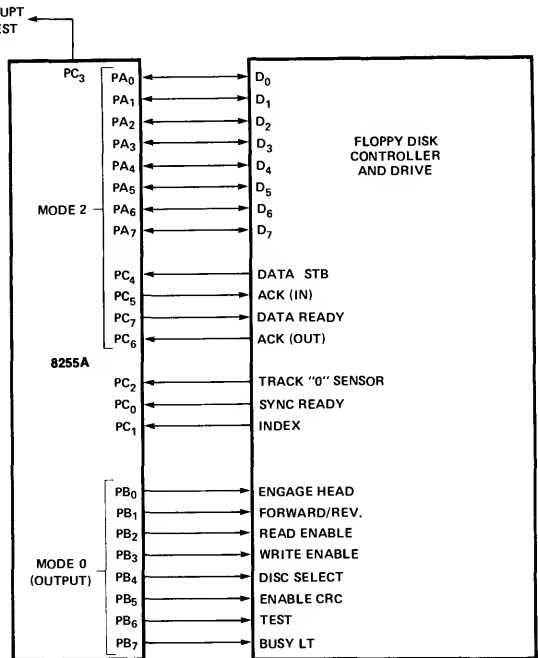 UPT
EST
PC3
PA0 D0
PA1 D1
PA2 D2
PA3 D3
PA4 D4
PA5 D5
PA6 D6
PA7 D7
FLOPPY DISK
CONTROLLER
AND DRIVE
MODE 2
PC4 DATA STB
PC5 ACK (IN)
PC7 DATA READY
PC6 ACK (OUT)
8255A
PC2 TRACK "0" SENSOR
PC0 SYNC READY
PC1 INDEX
PB0 ENGAGE HEAD
PB1 FORWARD/REV.
PB2 READ ENABLE
PB3 WRITE ENABLE
MODE 0
(OUTPUT)
PB4 DISC SELECT
PB5 ENABLE CRC
PB6 TEST
PB7 BUSY LT